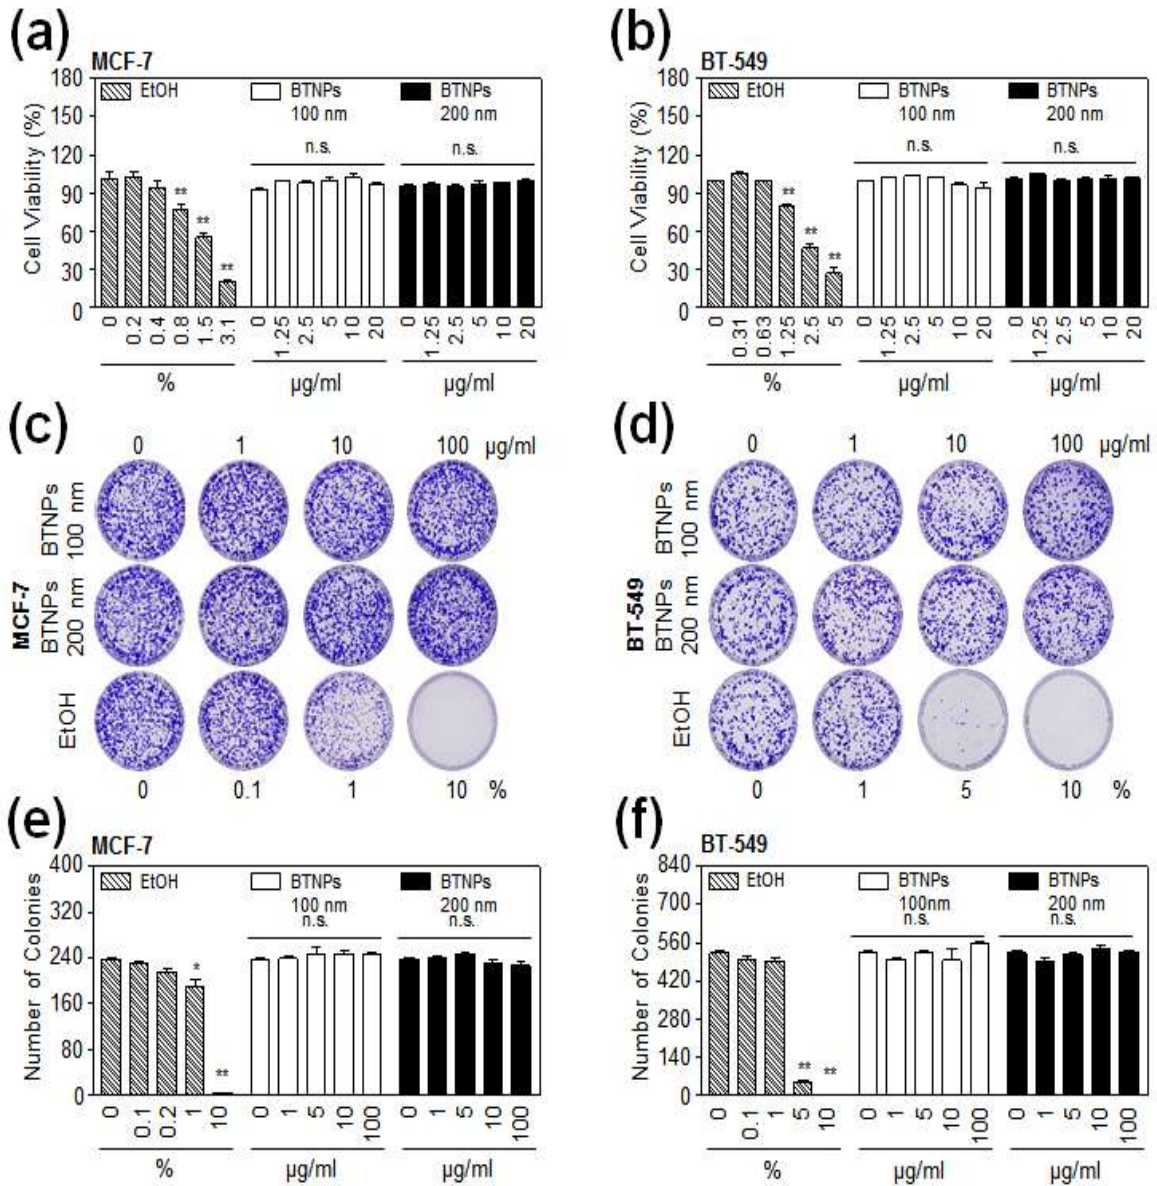 (a)
MCF-7
Cell Viability (%)
180
150
120
90
60
30
0
EtOH
BTNPs
100 nm
BTNPs
200 nm
n.s.
n.s.
**
**
**
0 0.2 0.4 0.8 1.5 3.1
0 1.25 2.5 5 10 20
0 1.25 2.5 5 10 20
%
µg/ml
µg/ml
(b)
BT-549
Cell Viability (%)
180
150
120
90
60
30
0
EtOH
BTNPs
100 nm
BTNPs
200 nm
n.s.
n.s.
**
**
**
0 0.31 0.63 1.25 2.5 5
0 1.25 2.5 5 10 20
0 1.25 2.5 5 10 20
%
µg/ml
µg/ml
(c)
0 1 10 100 µg/ml
MCF-7
BTNPs
100 nm
BTNPs
200 nm
EtOH
0 0.1 1 10 %
(d)
0 1 10 100 µg/ml
BT-549
BTNPs
100 nm
BTNPs
200 nm
EtOH
0 1 5 10 %
(e)
MCF-7
Number of Colonies
400
320
240
160
80
0
EtOH
BTNPs
100 nm
BTNPs
200 nm
n.s.
n.s.
*
**
0 0.1 0.2 1 10
0 1 5 10 100
0 1 5 10 100
%
µg/ml
µg/ml
(f)
BT-549
Number of Colonies
840
700
560
420
280
140
0
EtOH
BTNPs
100nm
BTNPs
200 nm
n.s.
n.s.
**
**
0 0.1 1 5 10
0 1 5 10 100
0 1 5 10 100
%
µg/ml
µg/ml